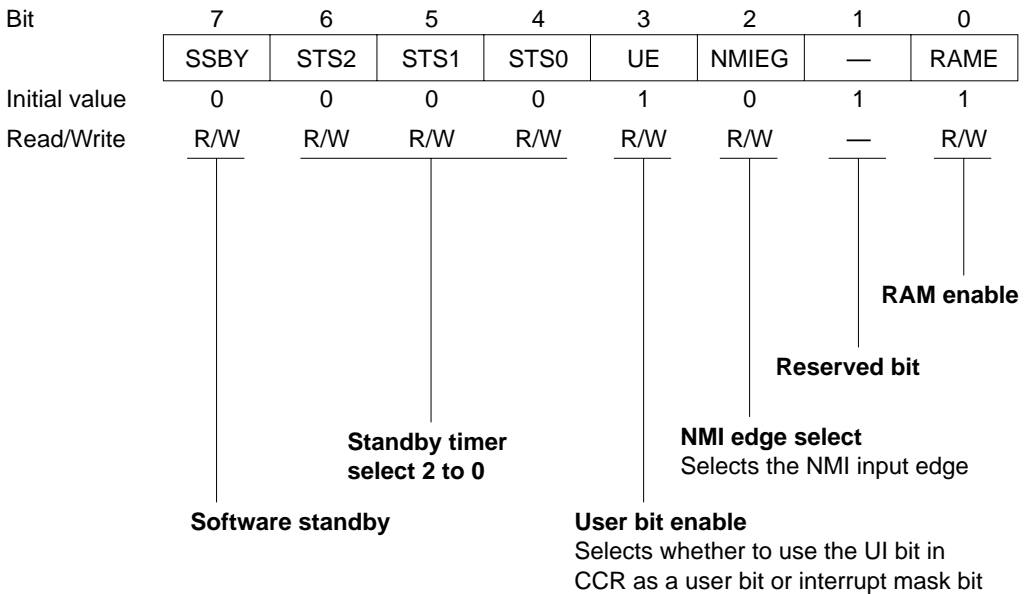 Bit 7 6 5 4 3 2 1 0
SSBY STS2 STS1 STS0 UE NMIEG — RAME
Initial value 0 0 0 0 1 0 1 1
Read/Write R/W R/W R/W R/W R/W R/W — R/W
RAM enable
Reserved bit
Standby timer
select 2 to 0
NMI edge select
Selects the NMI input edge
Software standby
User bit enable
Selects whether to use the UI bit in
CCR as a user bit or interrupt mask bit